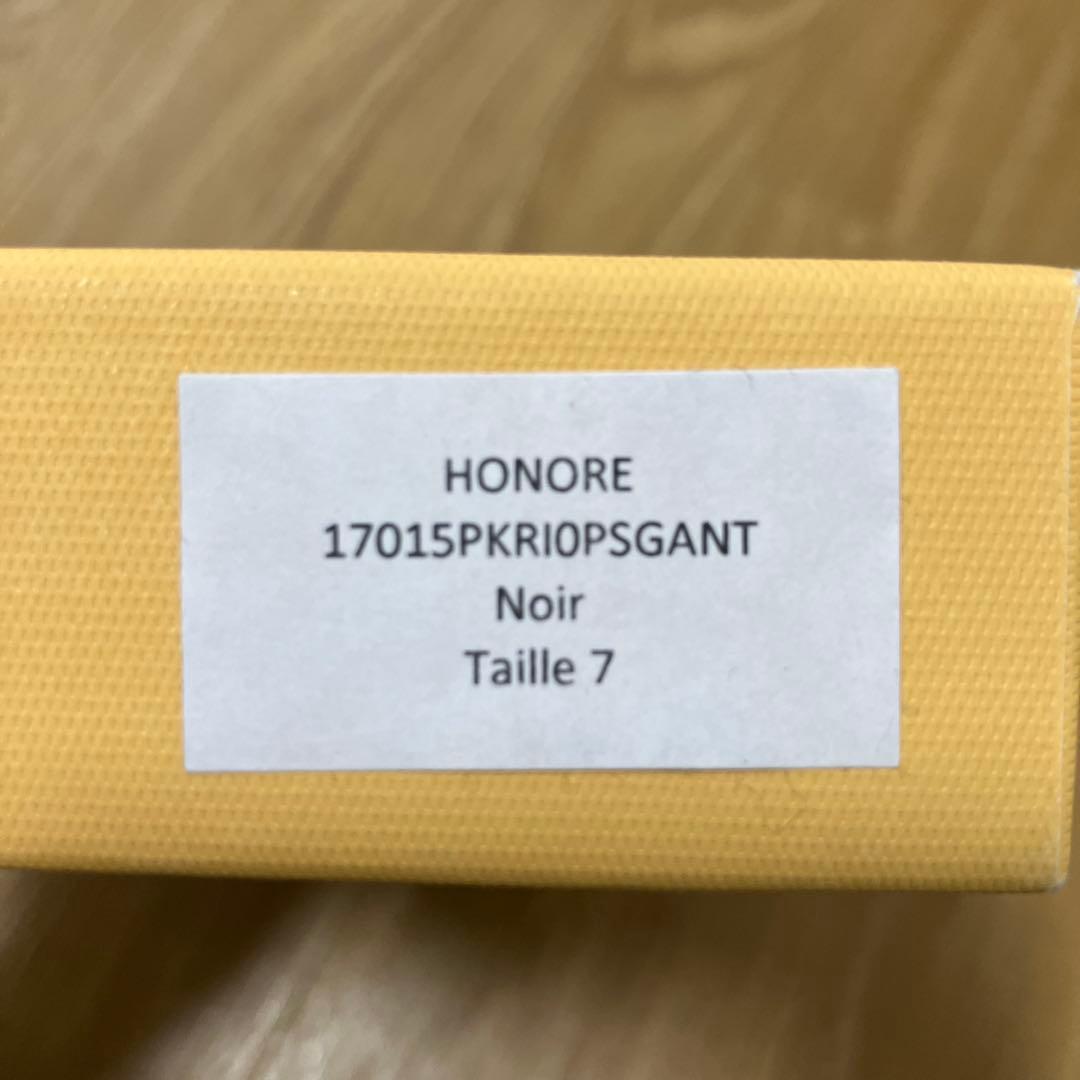 HONORE
17015PKRI0PSGANT
Noir
Taille 7